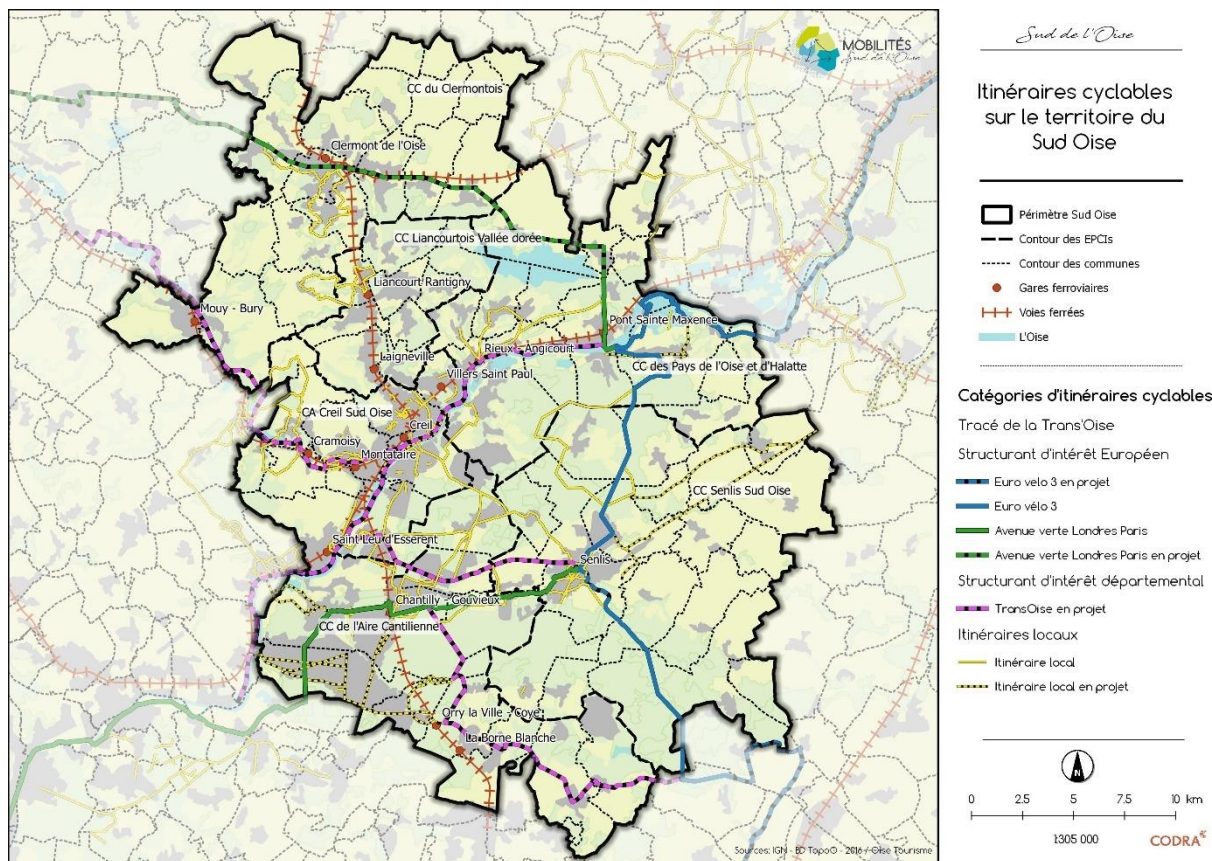 MOBILITÉS
Sud de l'Oise
CC du Clermontois
Clermont de l'Oise
CC Liancourtois Vallée dorée
Liancourt Rantigny
Mouy - Bury
Pont Sainte Maxence
Rieux - Angicourt
Laigneville
CC des Pays de l'Oise et d'Halatte
Villers Saint Paul
CA Creil Sud Oise
Creil
Cramoisy
Montataire
CC Senlis Sud Oise
Saint Leu d'Esserent
Senlis
Chantilly - Gouvieux
CC de l'Aire Cantilienne
Orry la Ville - Coye
La Borne Blanche
Sources: IGN - BD Topo© - 2016 / Oise Tourisme
Sud de l'Oise
Itinéraires cyclables
sur le territoire du
Sud Oise
Périmètre Sud Oise
Contour des EPCIs
Contour des communes
Gares ferroviaires
Voies ferrées
L'Oise
Catégories d'itinéraires cyclables
Tracé de la Trans'Oise
Structurant d'intérêt Européen
Euro velo 3 en projet
Euro vélo 3
Avenue verte Londres Paris
Avenue verte Londres Paris en projet
Structurant d'intérêt départemental
TransOise en projet
Itinéraires locaux
Itinéraire local
Itinéraire local en projet
N
0 2.5 5 7.5 10 km
1:305 000
CODRA